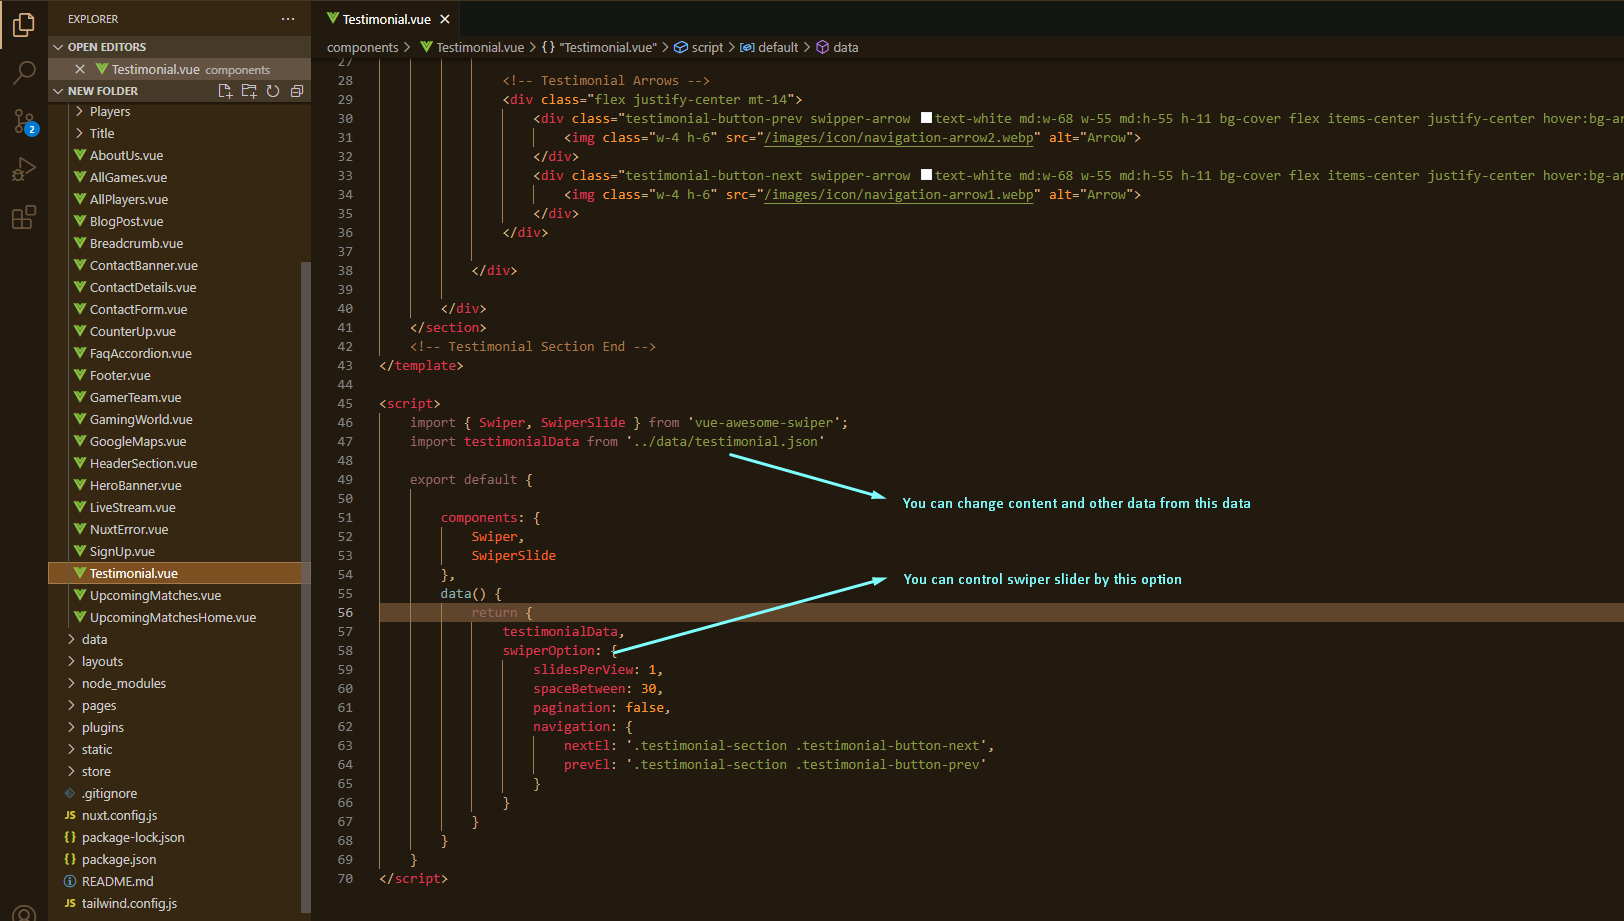 EXPLORER
OPEN EDITORS
Testimonial.vue components
NEW FOLDER
Players
Title
AboutUs.vue
AllGames.vue
AllPlayers.vue
BlogPost.vue
Breadcrumb.vue
ContactBanner.vue
ContactDetails.vue
ContactForm.vue
CounterUp.vue
FaqAccordion.vue
Footer.vue
GamerTeam.vue
GamingWorld.vue
GoogleMaps.vue
HeaderSection.vue
HeroBanner.vue
LiveStream.vue
NuxtError.vue
SignUp.vue
Testimonial.vue
UpcomingMatches.vue
UpcomingMatchesHome.vue
data
layouts
node_modules
pages
plugins
static
store
.gitignore
JS nuxt.config.js
{} package-lock.json
{} package.json
README.md
JS tailwind.config.js
2
Testimonial.vue
components > Testimonial.vue > {} "Testimonial.vue" > script > default > data
27
28 <!-- Testimonial Arrows -->
29 <div class="flex justify-center mt-14">
30 <div class="testimonial-button-prev swipper-arrow text-white md:w-68 w-55 md:h-55 h-11 bg-cover flex items-center justify-center hover:bg-ar
31 <img class="w-4 h-6" src="/images/icon/navigation-arrow2.webp" alt="Arrow">
32 </div>
33 <div class="testimonial-button-next swipper-arrow text-white md:w-68 w-55 md:h-55 h-11 bg-cover flex items-center justify-center hover:bg-ar
34 <img class="w-4 h-6" src="/images/icon/navigation-arrow1.webp" alt="Arrow">
35 </div>
36 </div>
37
38 </div>
39
40 </div>
41 </section>
42 <!-- Testimonial Section End -->
43 </template>
44
45 <script>
46 import { Swiper, SwiperSlide } from 'vue-awesome-swiper';
47 import testimonialData from '../data/testimonial.json'
48
49 export default {
50
You can change content and other data from this data
51 components: {
52 Swiper,
53 SwiperSlide
54 },
You can control swiper slider by this option
55 data() {
56 return {
57 testimonialData,
58 swiperOption: {
59 slidesPerView: 1,
60 spaceBetween: 30,
61 pagination: false,
62 navigation: {
63 nextEl: '.testimonial-section .testimonial-button-next',
64 prevEl: '.testimonial-section .testimonial-button-prev'
65 }
66 }
67 }
68 }
69 }
70 </script>